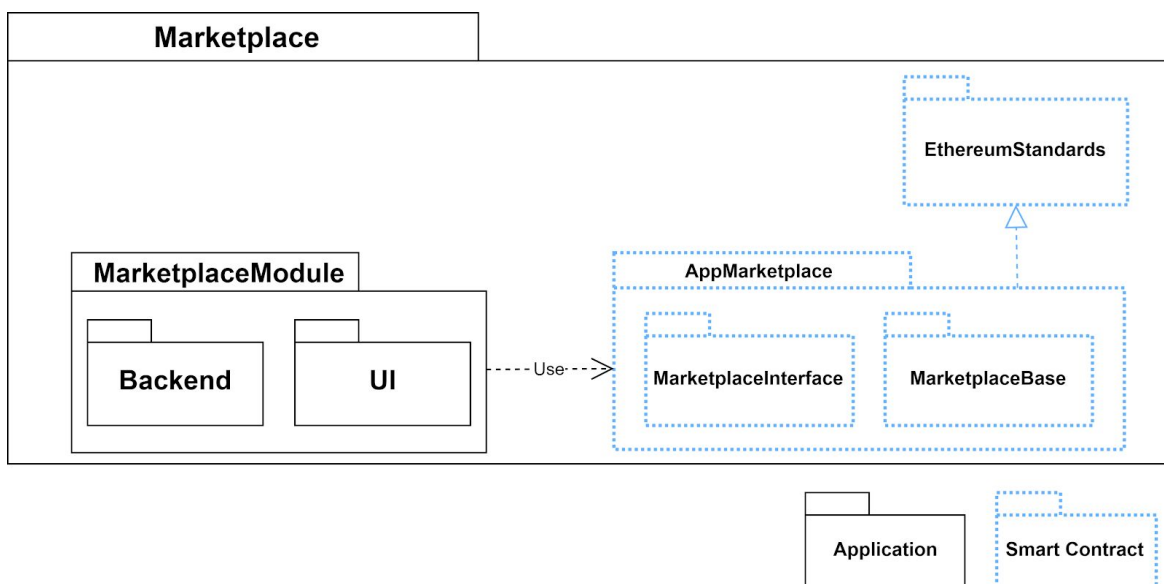 Marketplace
EthereumStandards
MarketplaceModule
AppMarketplace
Backend
UI
Use
MarketplaceInterface
MarketplaceBase
Application
Smart Contract